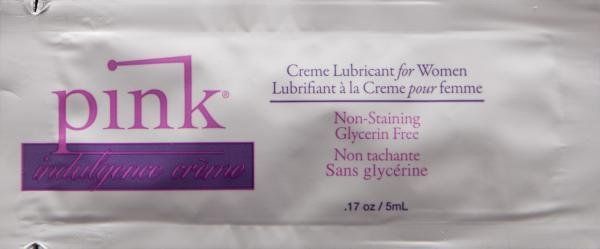 pink®
indulgence crème
Creme Lubricant for Women
Lubrifiant à la Creme pour femme
Non-Staining
Glycerin Free
Non tachante
Sans glycérine
.17 oz / 5mL